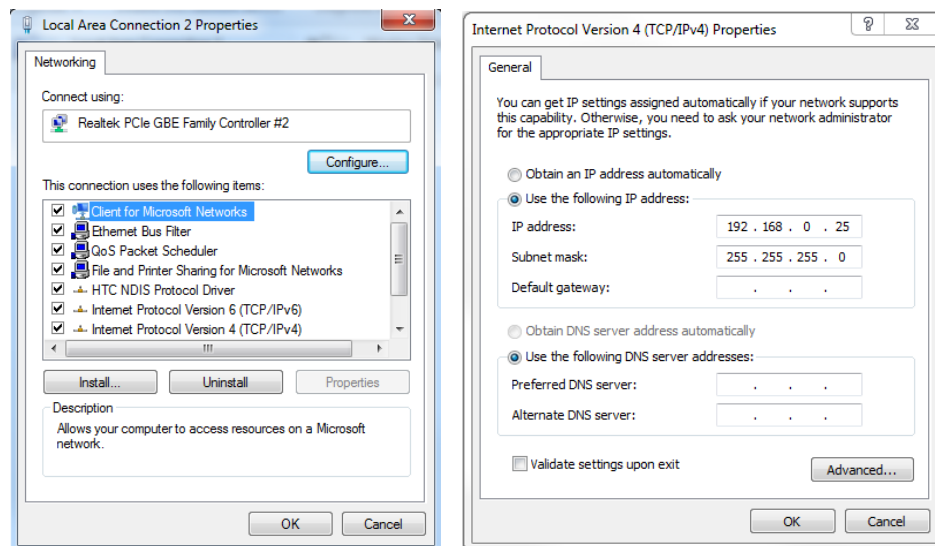 Local Area Connection 2 Properties
Networking
Connect using:
Realtek PCIe GBE Family Controller #2
Configure...
This connection uses the following items:
Client for Microsoft Networks
Ethernet Bus Filter
QoS Packet Scheduler
File and Printer Sharing for Microsoft Networks
HTC NDIS Protocol Driver
Internet Protocol Version 6 (TCP/IPv6)
Internet Protocol Version 4 (TCP/IPv4)
Install...
Uninstall
Properties
Description
Allows your computer to access resources on a Microsoft
network.
OK
Cancel
Internet Protocol Version 4 (TCP/IPv4) Properties
General
You can get IP settings assigned automatically if your network supports
this capability. Otherwise, you need to ask your network administrator
for the appropriate IP settings.
Obtain an IP address automatically
Use the following IP address:
IP address: 192 . 168 . 0 . 25
Subnet mask: 255 . 255 . 255 . 0
Default gateway: . . .
Obtain DNS server address automatically
Use the following DNS server addresses:
Preferred DNS server: . . .
Alternate DNS server: . . .
Validate settings upon exit
Advanced...
OK
Cancel